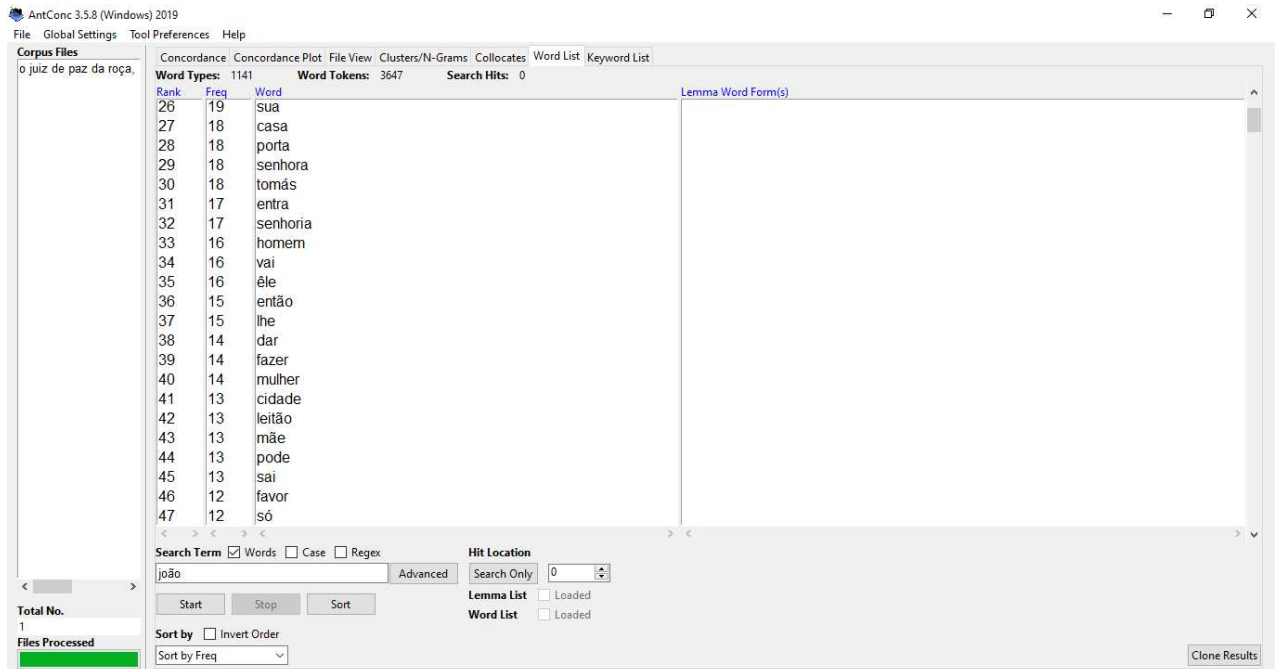 AntConc 3.5.8 (Windows) 2019
File Global Settings Tool Preferences Help
Corpus Files
o juiz de paz da roça,
Concordance Concordance Plot File View Clusters/N-Grams Collocates Word List Keyword List
Word Types: 1141 Word Tokens: 3647 Search Hits: 0
Rank Freq Word Lemma Word Form(s)
26 19 sua
27 18 casa
28 18 porta
29 18 senhora
30 18 tomás
31 17 entra
32 17 senhoria
33 16 homem
34 16 vai
35 16 êle
36 15 então
37 15 lhe
38 14 dar
39 14 fazer
40 14 mulher
41 13 cidade
42 13 leitão
43 13 mãe
44 13 pode
45 13 sai
46 12 favor
47 12 só
Search Term Words Case Regex Hit Location
joão Advanced Search Only 0
Lemma List Loaded
Start Stop Sort
Word List Loaded
Total No.
1
Files Processed
Sort by Invert Order
Sort by Freq
Clone Results